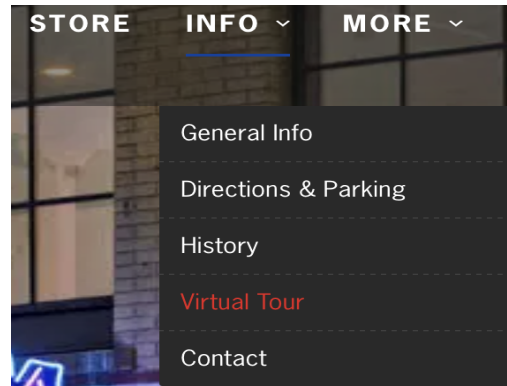 STORE INFO MORE
General Info
Directions & Parking
History
Virtual Tour
Contact